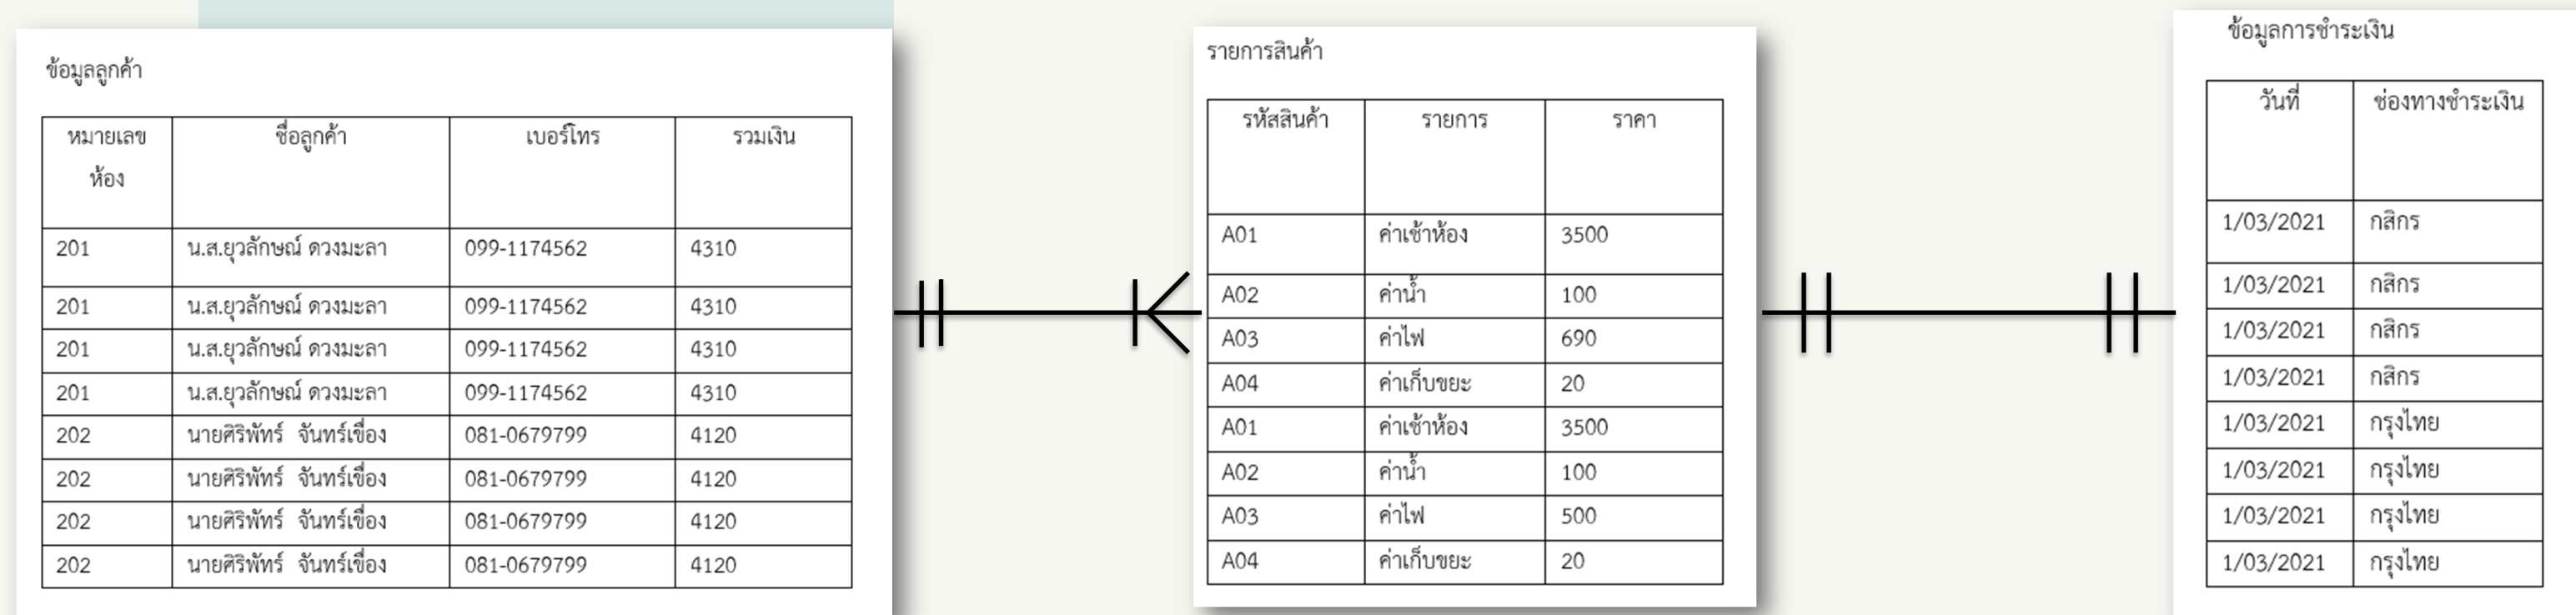 ข้อมูลลูกค้า
หมายเลข ห้อง ชื่อลูกค้า เบอร์โทร รวมเงิน
201 น.ส.ยุวลักษณ์ ดวงมะลา 099-1174562 4310
201 น.ส.ยุวลักษณ์ ดวงมะลา 099-1174562 4310
201 น.ส.ยุวลักษณ์ ดวงมะลา 099-1174562 4310
201 น.ส.ยุวลักษณ์ ดวงมะลา 099-1174562 4310
202 นายศิริพัทร์ จันทร์เขื่อง 081-0679799 4120
202 นายศิริพัทร์ จันทร์เขื่อง 081-0679799 4120
202 นายศิริพัทร์ จันทร์เขื่อง 081-0679799 4120
202 นายศิริพัทร์ จันทร์เขื่อง 081-0679799 4120
รายการสินค้า
รหัสสินค้า รายการ ราคา
A01 ค่าเช้าห้อง 3500
A02 ค่าน้ำ 100
A03 ค่าไฟ 690
A04 ค่าเก็บขยะ 20
A01 ค่าเช้าห้อง 3500
A02 ค่าน้ำ 100
A03 ค่าไฟ 500
A04 ค่าเก็บขยะ 20
ข้อมูลการชำระเงิน
วันที่ ช่องทางชำระเงิน
1/03/2021 กสิกร
1/03/2021 กสิกร
1/03/2021 กสิกร
1/03/2021 กสิกร
1/03/2021 กรุงไทย
1/03/2021 กรุงไทย
1/03/2021 กรุงไทย
1/03/2021 กรุงไทย